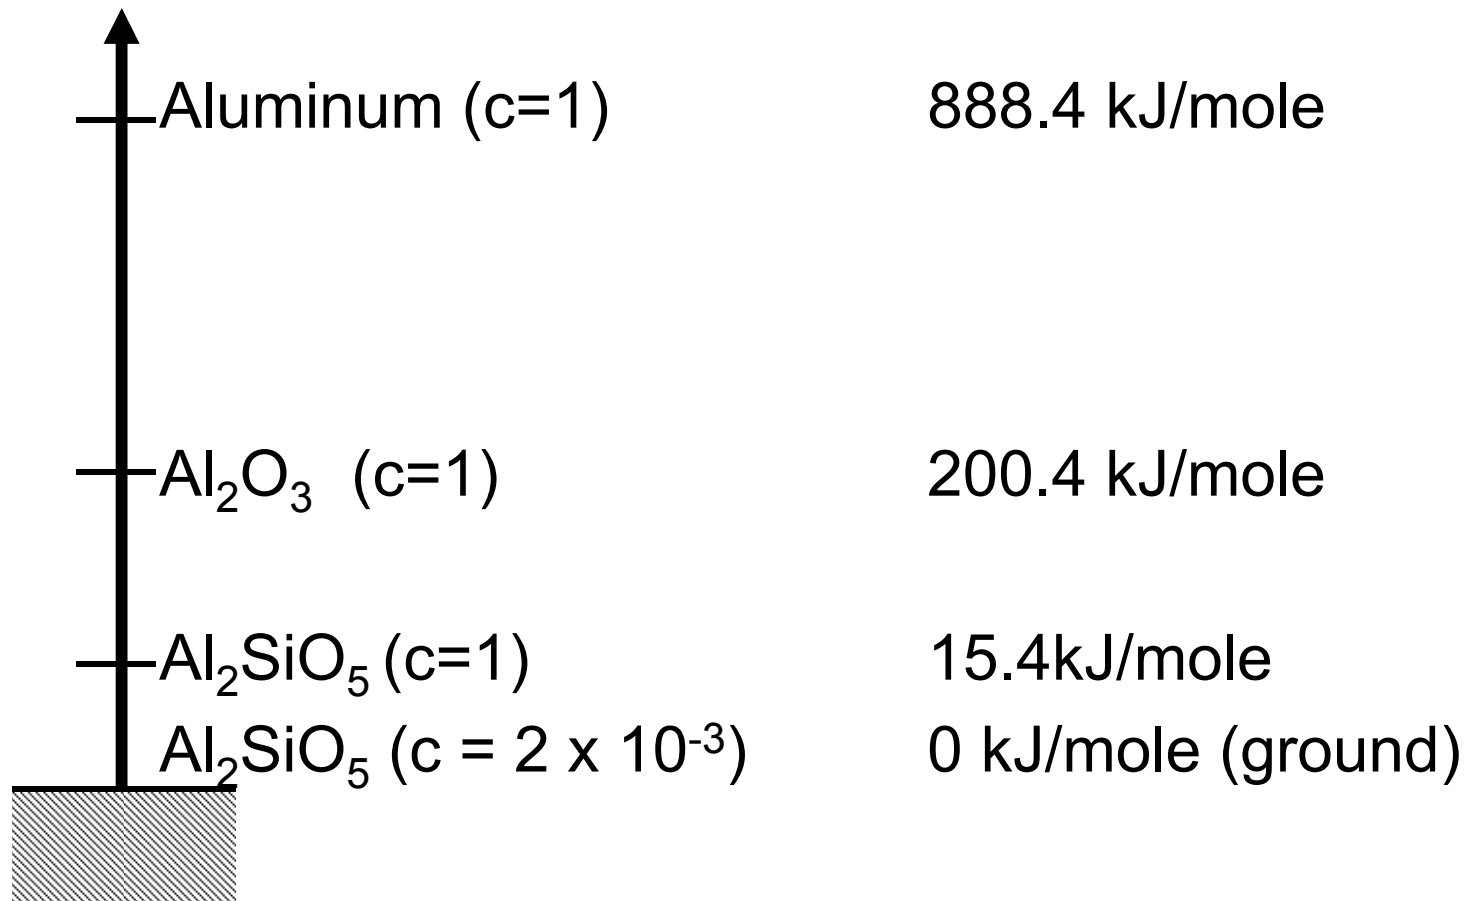 Aluminum (c=1) 888.4 kJ/mole
Al₂O₃ (c=1) 200.4 kJ/mole
Al₂SiO₅ (c=1) 15.4kJ/mole
Al₂SiO₅ (c = 2 x 10⁻³) 0 kJ/mole (ground)